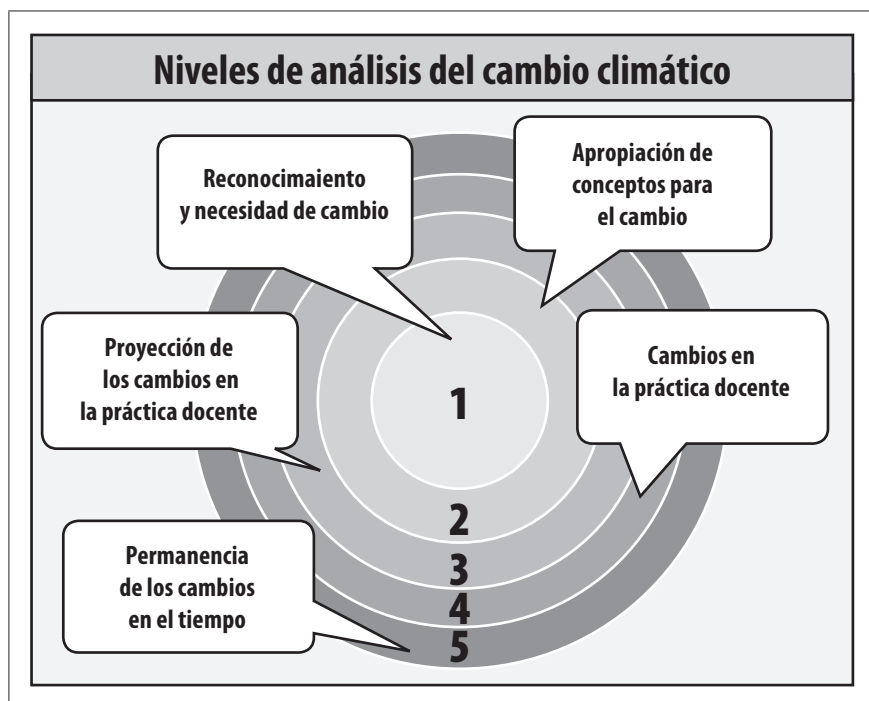 Niveles de análisis del cambio climático
Reconocimaiento
y necesidad de cambio
Apropiación de
conceptos para
el cambio
Proyección de
los cambios en
la práctica docente
Cambios en
la práctica docente
Permanencia
de los cambios
en el tiempo
1
2
3
4
5